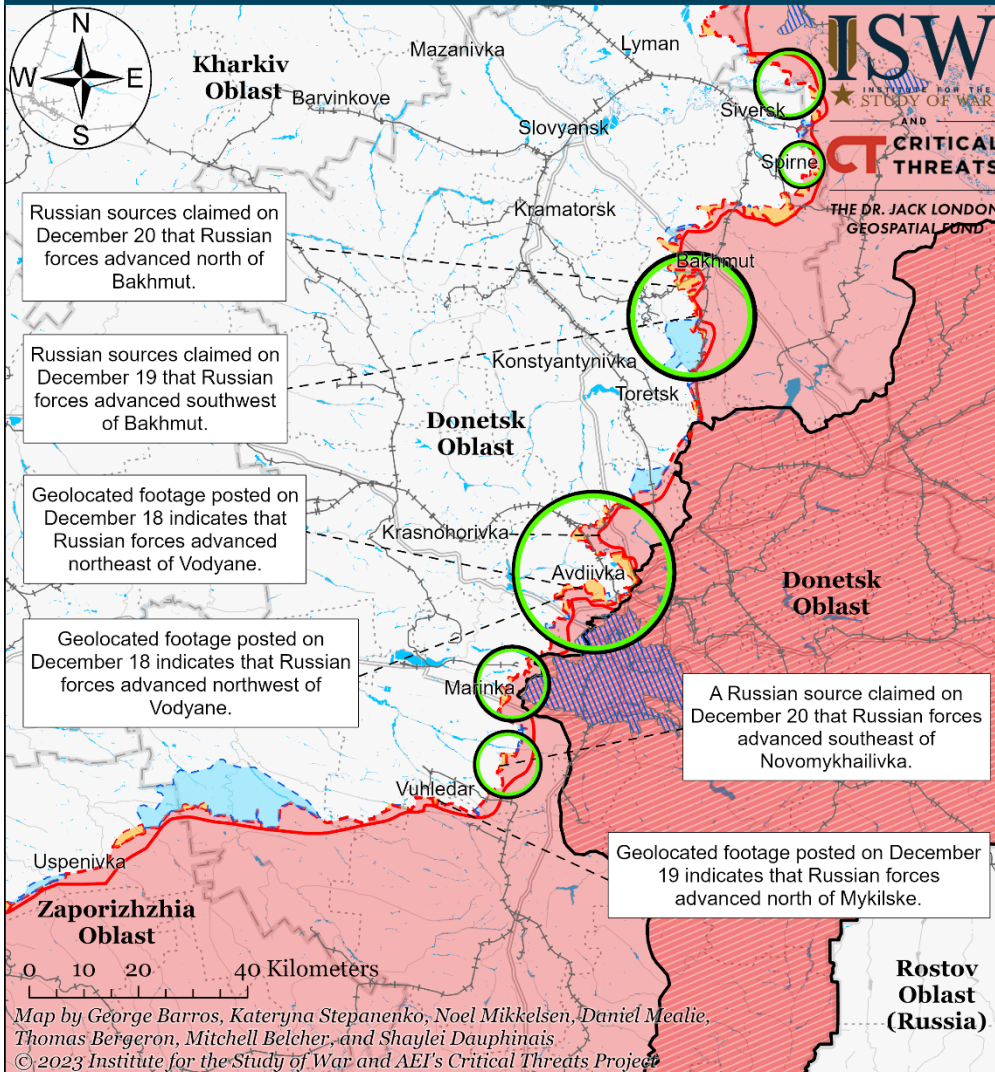 N
W
E
S
Kharkiv
Oblast
Mazanivka
Lyman
Barvinkove
Slovyansk
Siversk
Spirne
Kramatorsk
Bakhmut
Konstyantynivka
Toretsk
Donetsk
Oblast
Krasnohorivka
Avdiivka
Donetsk
Oblast
Marinka
Vuhledar
Uspenivka
Zaporizhzhia
Oblast
Rostov
Oblast
(Russia)
ISW
INSTITUTE FOR THE
STUDY OF WAR
AND
CT CRITICAL
THREATS
THE DR. JACK LONDON
GEOSPATIAL FUND
Russian sources claimed on
December 20 that Russian
forces advanced north of
Bakhmut.
Russian sources claimed on
December 19 that Russian
forces advanced southwest
of Bakhmut.
Geolocated footage posted on
December 18 indicates that
Russian forces advanced
northeast of Vodyane.
Geolocated footage posted on
December 18 indicates that Russian
forces advanced northwest of
Vodyane.
A Russian source claimed on
December 20 that Russian forces
advanced southeast of
Novomykhailivka.
Geolocated footage posted on December
19 indicates that Russian forces
advanced north of Mykilske.
0 10 20 40 Kilometers
Map by George Barros, Kateryna Stepanenko, Noel Mikkelsen, Daniel Mealie,
Thomas Bergeron, Mitchell Belcher, and Shaylei Dauphinais
© 2023 Institute for the Study of War and AEI's Critical Threats Project